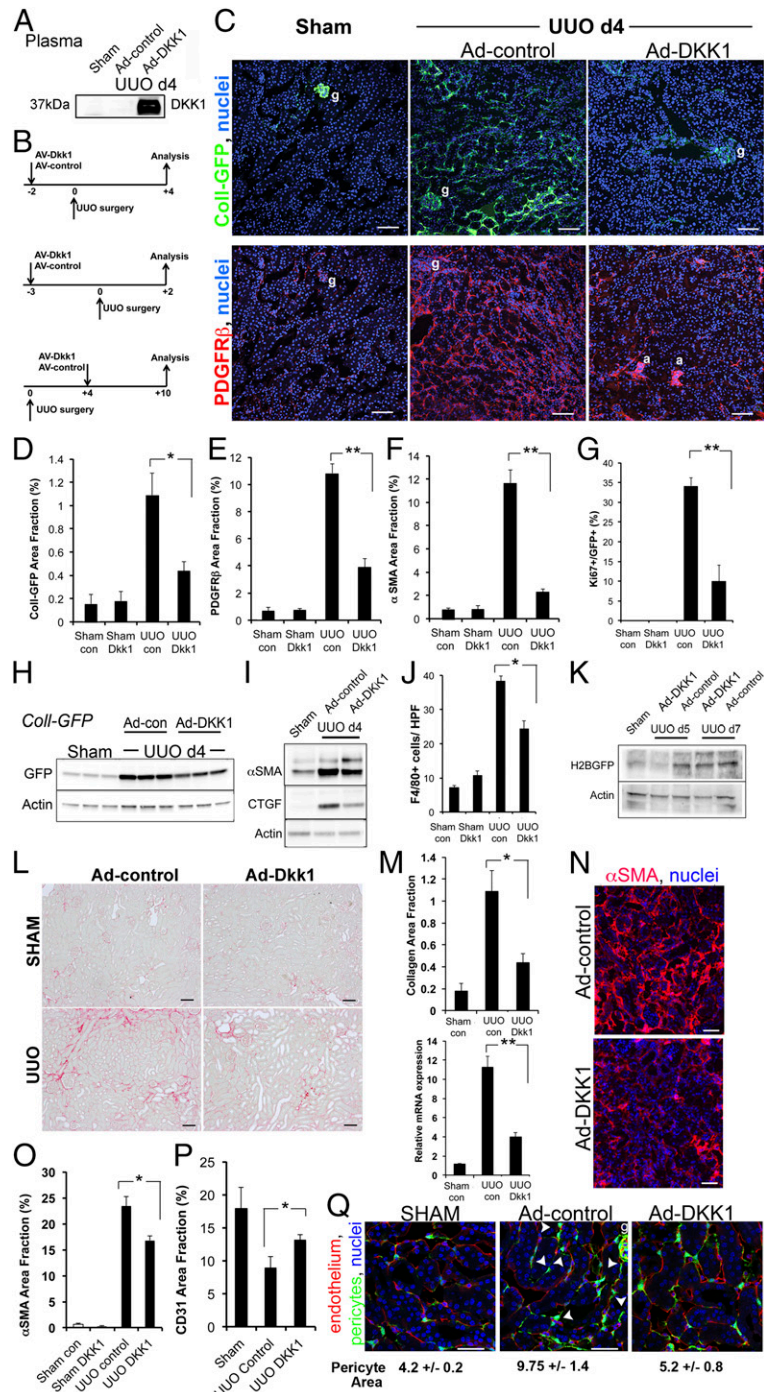 A
Plasma
Sham
Ad-control
Ad-DKK1
UUO d4
37kDa
DKK1
B
AV-Dkk1
AV-control
Analysis
-2
0
+4
UUO surgery
AV-Dkk1
AV-control
Analysis
-3
0
+2
UUO surgery
AV-Dkk1
AV-control
Analysis
0
+4
+10
UUO surgery
C
Sham
UUO d4
Ad-control
Ad-DKK1
Coll-GFP, nuclei
g
g
g
PDGFRβ, nuclei
g
g
a
a
D
Coll-GFP Area Fraction (%)
1.4
1.2
1
0.8
0.6
0.4
0.2
0
*
Sham con
Sham Dkk1
UUO con
UUO Dkk1
E
PDGFRβ Area Fraction (%)
12
10
8
6
4
2
0
**
Sham con
Sham Dkk1
UUO con
UUO Dkk1
F
α SMA Area Fraction (%)
14
12
10
8
6
4
2
0
**
Sham con
Sham Dkk1
UUO con
UUO Dkk1
G
Ki67+/GFP+ (%)
40
35
30
25
20
15
10
5
0
**
Sham con
Sham Dkk1
UUO con
UUO Dkk1
H
Coll-GFP
Ad-con
Ad-DKK1
Sham
UUO d4
GFP
Actin
I
Sham
Ad-control
Ad-DKK1
UUO d4
αSMA
CTGF
Actin
J
F4/80+ cells/ HPF
40
30
20
10
0
*
Sham con
Sham Dkk1
UUO con
UUO Dkk1
K
Sham
Ad-DKK1
Ad-control
Ad-DKK1
Ad-control
UUO d5
UUO d7
H2BGFP
Actin
L
Ad-control
Ad-Dkk1
SHAM
UUO
M
Collagen Area Fraction
1.4
1.2
1
0.8
0.6
0.4
0.2
0
*
Sham con
UUO con
UUO Dkk1
Relative mRNA expression
14
12
10
8
6
4
2
0
**
Sham con
UUO con
UUO Dkk1
N
αSMA, nuclei
Ad-control
Ad-DKK1
O
αSMA Area Fraction (%)
30
25
20
15
10
5
0
*
Sham con
Sham DKK1
UUO control
UUO DKK1
P
CD31 Area Fraction (%)
25
20
15
10
5
0
*
Sham
UUO Control
UUO DKK1
Q
SHAM
Ad-control
Ad-DKK1
endothelium,
pericytes, nuclei
g
Pericyte Area
4.2 +/- 0.2
9.75 +/- 1.4
5.2 +/- 0.8